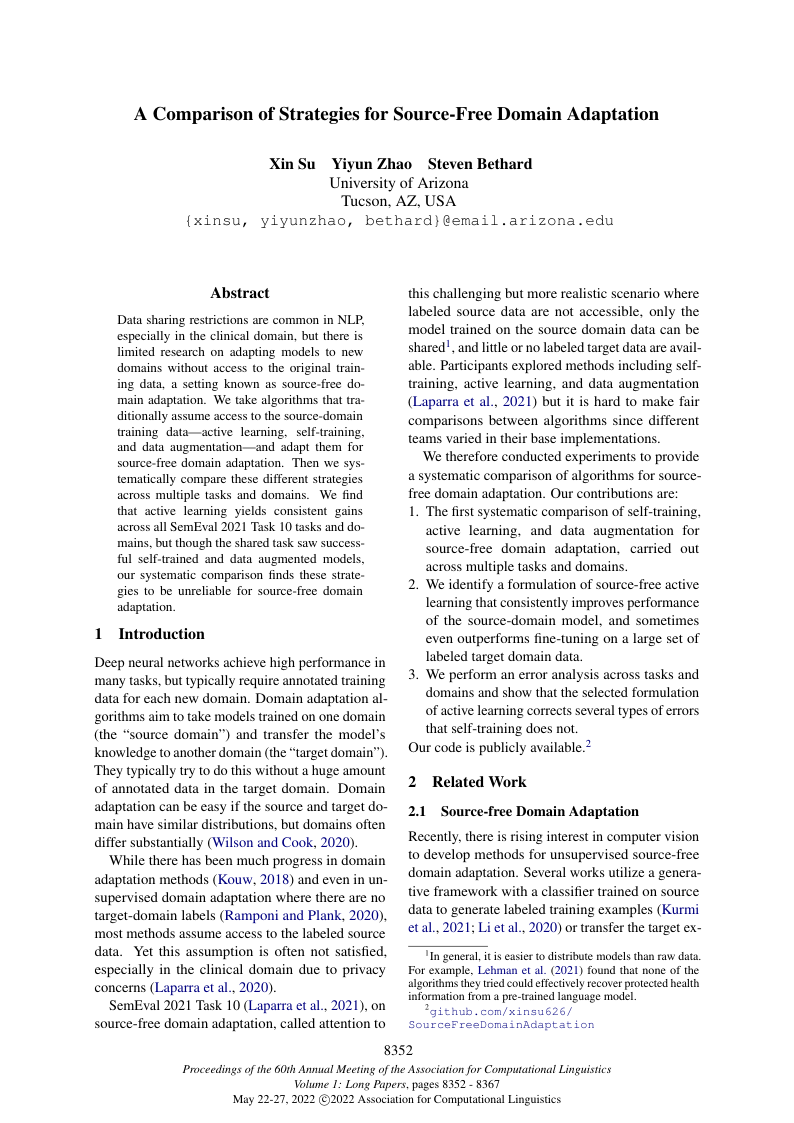 A Comparison of Strategies for Source-Free Domain Adaptation
Xin Su Yiyun Zhao Steven Bethard
University of Arizona
Tucson, AZ, USA
{xinsu, yiyunzhao, bethard}@email.arizona.edu
Abstract
Data sharing restrictions are common in NLP,
especially in the clinical domain, but there is
limited research on adapting models to new
domains without access to the original train-
ing data, a setting known as source-free do-
main adaptation. We take algorithms that tra-
ditionally assume access to the source-domain
training data—active learning, self-training,
and data augmentation—and adapt them for
source-free domain adaptation. Then we sys-
tematically compare these different strategies
across multiple tasks and domains. We find
that active learning yields consistent gains
across all SemEval 2021 Task 10 tasks and do-
mains, but though the shared task saw success-
ful self-trained and data augmented models,
our systematic comparison finds these strate-
gies to be unreliable for source-free domain
adaptation.
1 Introduction
Deep neural networks achieve high performance in
many tasks, but typically require annotated training
data for each new domain. Domain adaptation al-
gorithms aim to take models trained on one domain
(the “source domain”) and transfer the model’s
knowledge to another domain (the “target domain”).
They typically try to do this without a huge amount
of annotated data in the target domain. Domain
adaptation can be easy if the source and target do-
main have similar distributions, but domains often
differ substantially (Wilson and Cook, 2020).
While there has been much progress in domain
adaptation methods (Kouw, 2018) and even in un-
supervised domain adaptation where there are no
target-domain labels (Ramponi and Plank, 2020),
most methods assume access to the labeled source
data. Yet this assumption is often not satisfied,
especially in the clinical domain due to privacy
concerns (Laparra et al., 2020).
SemEval 2021 Task 10 (Laparra et al., 2021), on
source-free domain adaptation, called attention to
this challenging but more realistic scenario where
labeled source data are not accessible, only the
model trained on the source domain data can be
shared1, and little or no labeled target data are avail-
able. Participants explored methods including self-
training, active learning, and data augmentation
(Laparra et al., 2021) but it is hard to make fair
comparisons between algorithms since different
teams varied in their base implementations.
We therefore conducted experiments to provide
a systematic comparison of algorithms for source-
free domain adaptation. Our contributions are:
1. The first systematic comparison of self-training,
active learning, and data augmentation for
source-free domain adaptation, carried out
across multiple tasks and domains.
2. We identify a formulation of source-free active
learning that consistently improves performance
of the source-domain model, and sometimes
even outperforms fine-tuning on a large set of
labeled target domain data.
3. We perform an error analysis across tasks and
domains and show that the selected formulation
of active learning corrects several types of errors
that self-training does not.
Our code is publicly available.2
2 Related Work
2.1 Source-free Domain Adaptation
Recently, there is rising interest in computer vision
to develop methods for unsupervised source-free
domain adaptation. Several works utilize a genera-
tive framework with a classifier trained on source
data to generate labeled training examples (Kurmi
et al., 2021; Li et al., 2020) or transfer the target ex-
1In general, it is easier to distribute models than raw data.
For example, Lehman et al. (2021) found that none of the
algorithms they tried could effectively recover protected health
information from a pre-trained language model.
2github.com/xinsu626/
SourceFreeDomainAdaptation
8352
Proceedings of the 60th Annual Meeting of the Association for Computational Linguistics
Volume 1: Long Papers, pages 8352 - 8367
May 22-27, 2022 ©2022 Association for Computational Linguistics